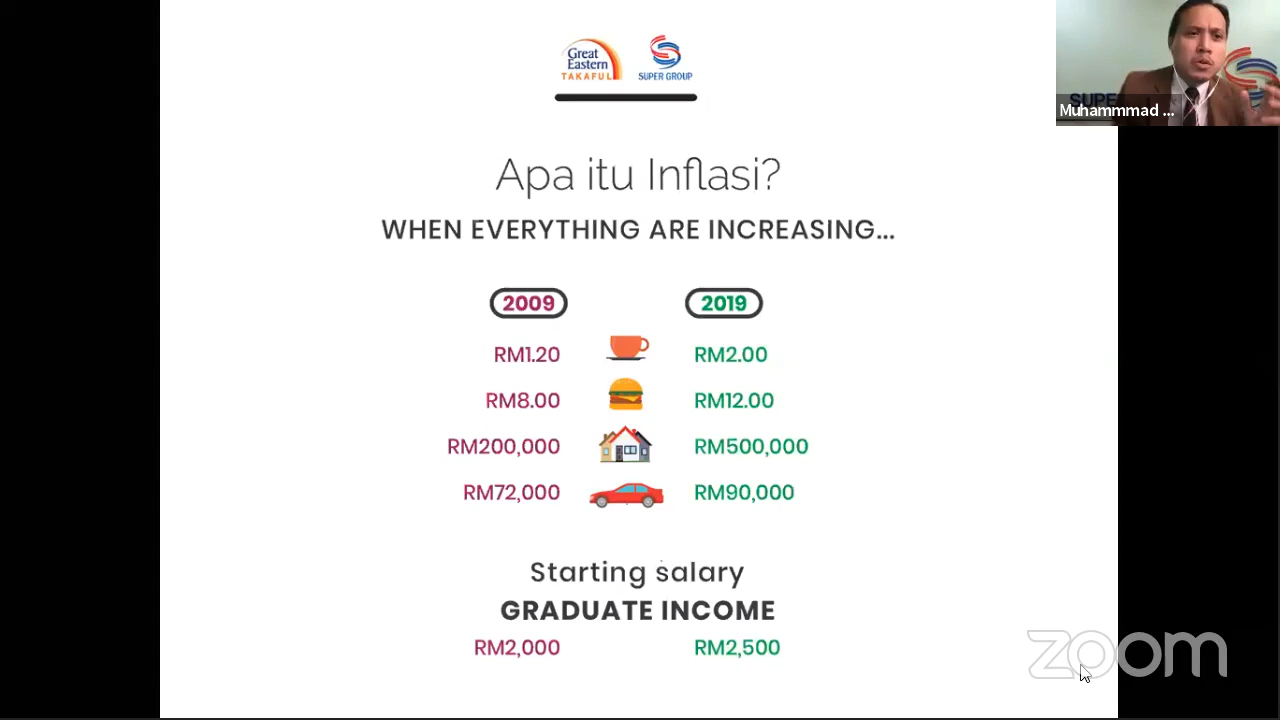 Great
Eastern
TAKAFUL
SUPER GROUP
Muhammmad ...
Apa itu Inflasi?
WHEN EVERYTHING ARE INCREASING...
2009 2019
RM1.20 RM2.00
RM8.00 RM12.00
RM200,000 RM500,000
RM72,000 RM90,000
Starting salary
GRADUATE INCOME
RM2,000 RM2,500
zoom